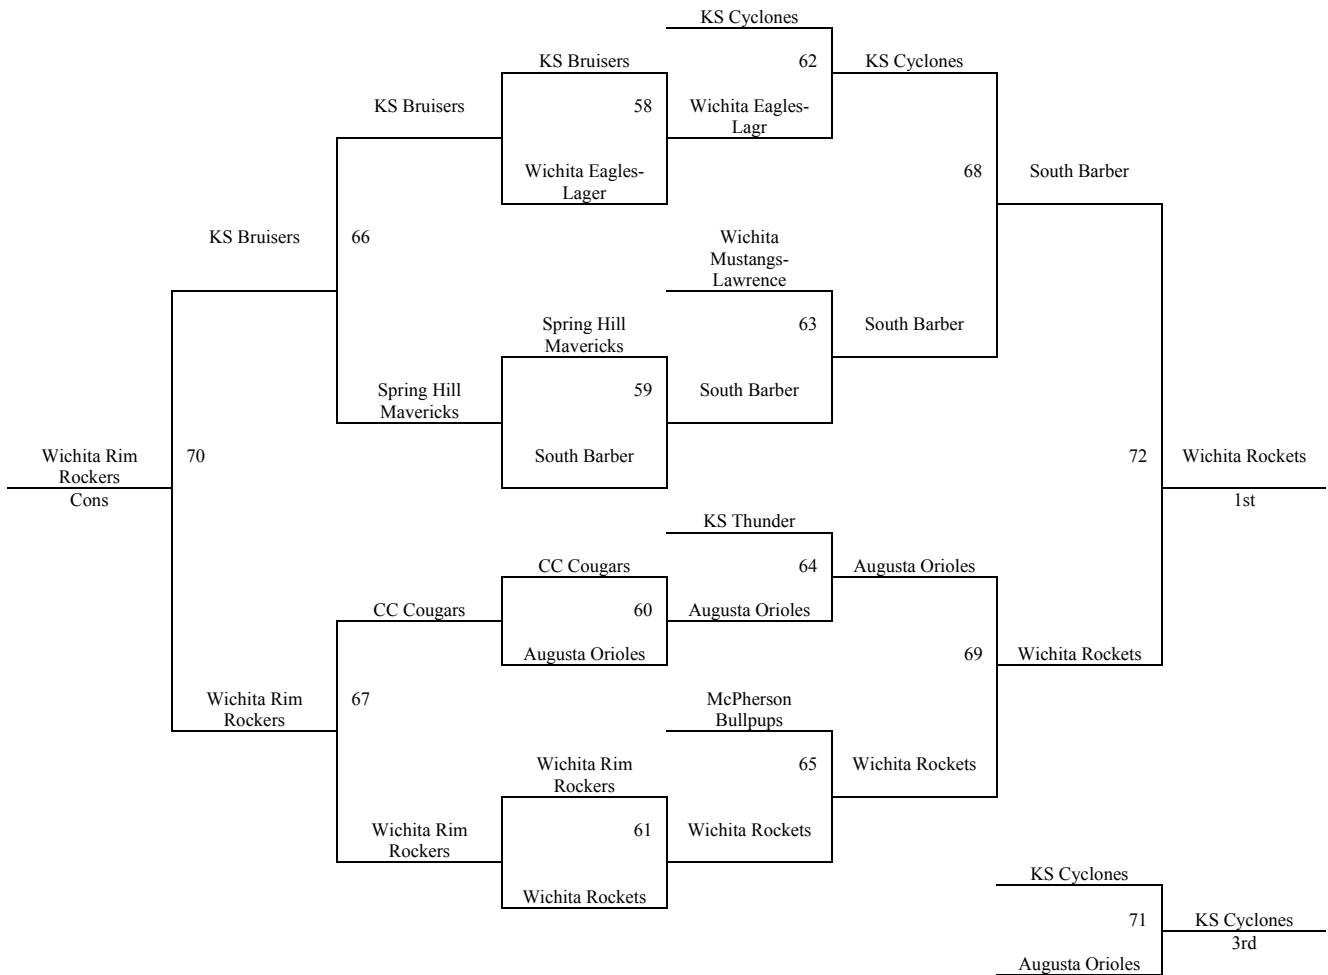 KS Cyclones
KS Bruisers
62
KS Cyclones
KS Bruisers
58
Wichita Eagles-
Lagr
Wichita Eagles-
Lager
68
South Barber
KS Bruisers
66
Wichita
Mustangs-
Lawrence
Spring Hill
Mavericks
63
South Barber
Spring Hill
Mavericks
59
South Barber
Wichita Rim
Rockers
Cons
70
South Barber
72
Wichita Rockets
1st
KS Thunder
CC Cougars
64
Augusta Orioles
CC Cougars
60
Augusta Orioles
Augusta Orioles
69
Wichita Rockets
Wichita Rim
Rockers
67
McPherson
Bullpups
Wichita Rim
Rockers
65
Wichita Rockets
Wichita Rim
Rockers
61
Wichita Rockets
Wichita Rockets
KS Cyclones
71
KS Cyclones
3rd
Augusta Orioles